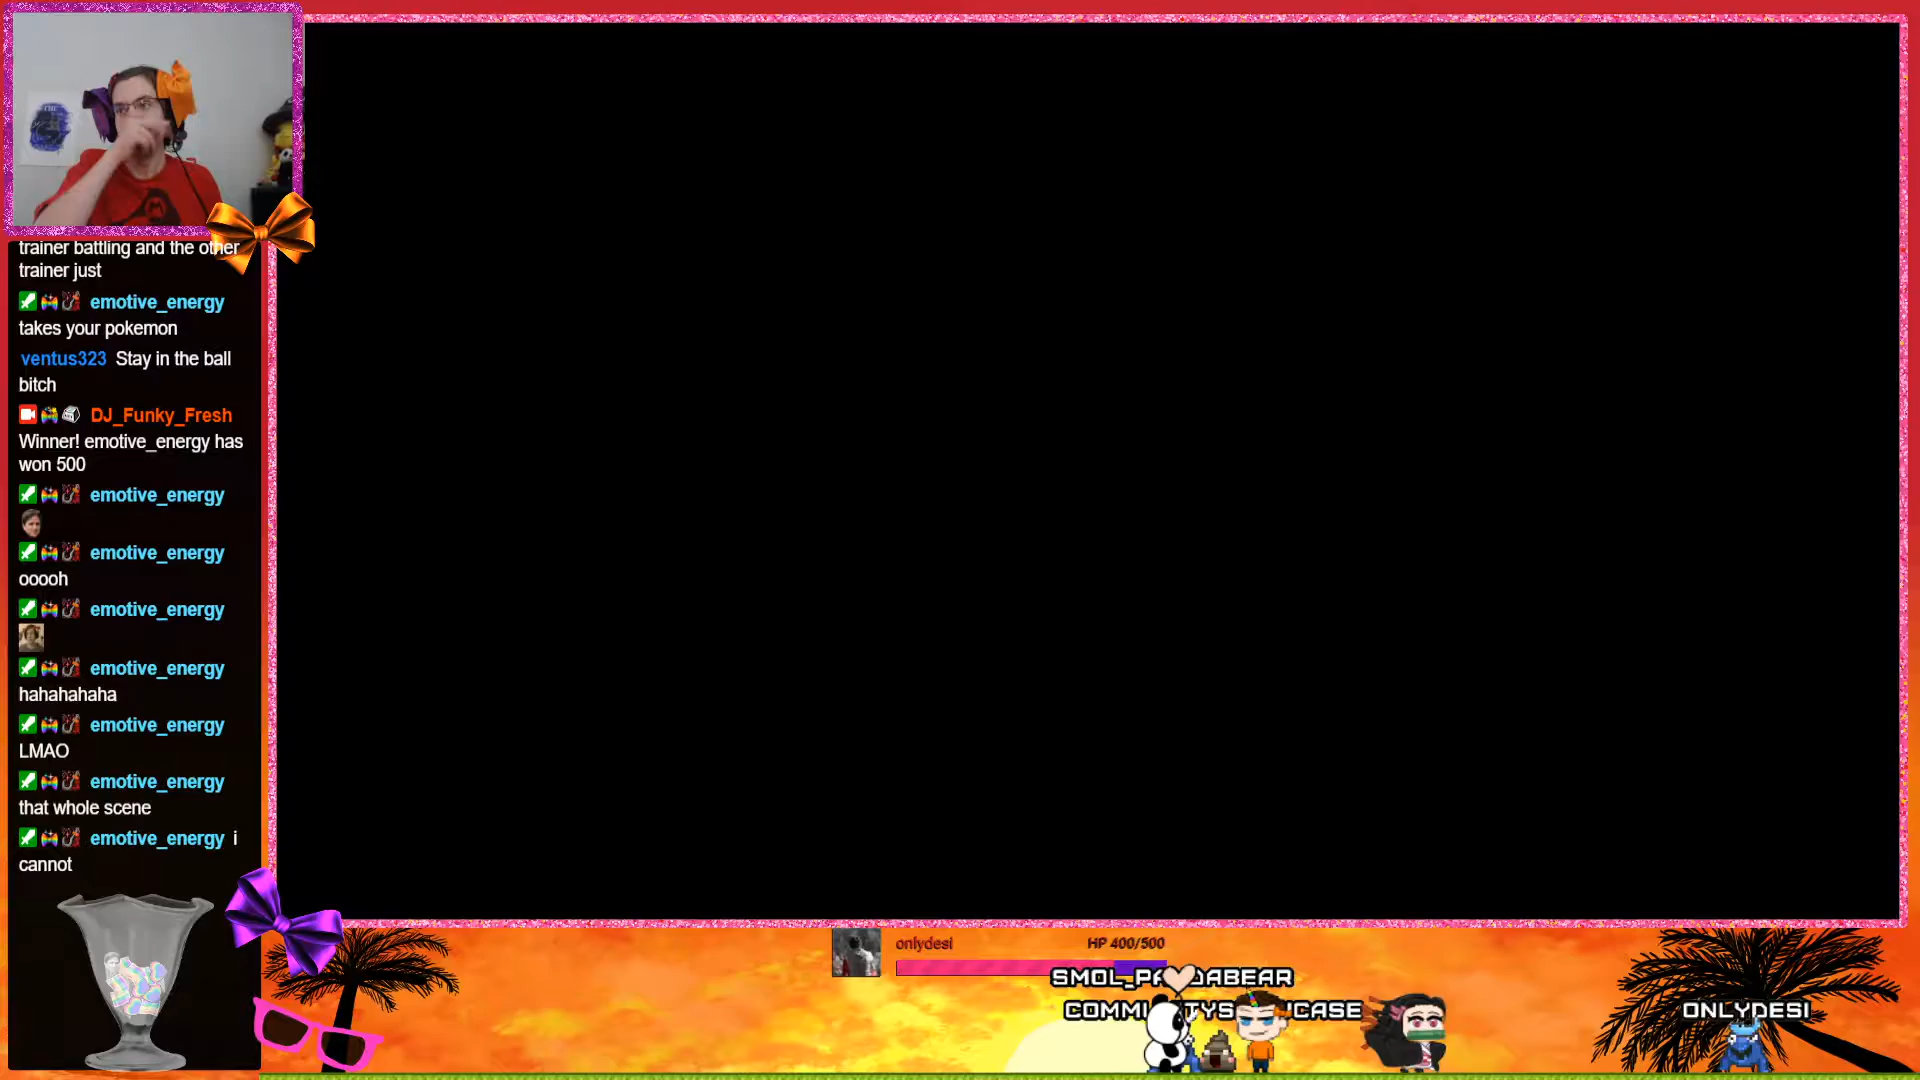 trainer battling and the other
trainer just
emotive_energy
takes your pokemon
ventus323 Stay in the ball
bitch
DJ_Funky_Fresh
Winner! emotive_energy has
won 500
emotive_energy
emotive_energy
ooooh
emotive_energy
emotive_energy
hahahahaha
emotive_energy
LMAO
emotive_energy
that whole scene
emotive_energy i
cannot
onlydesi HP 400/500
ONLYDESI